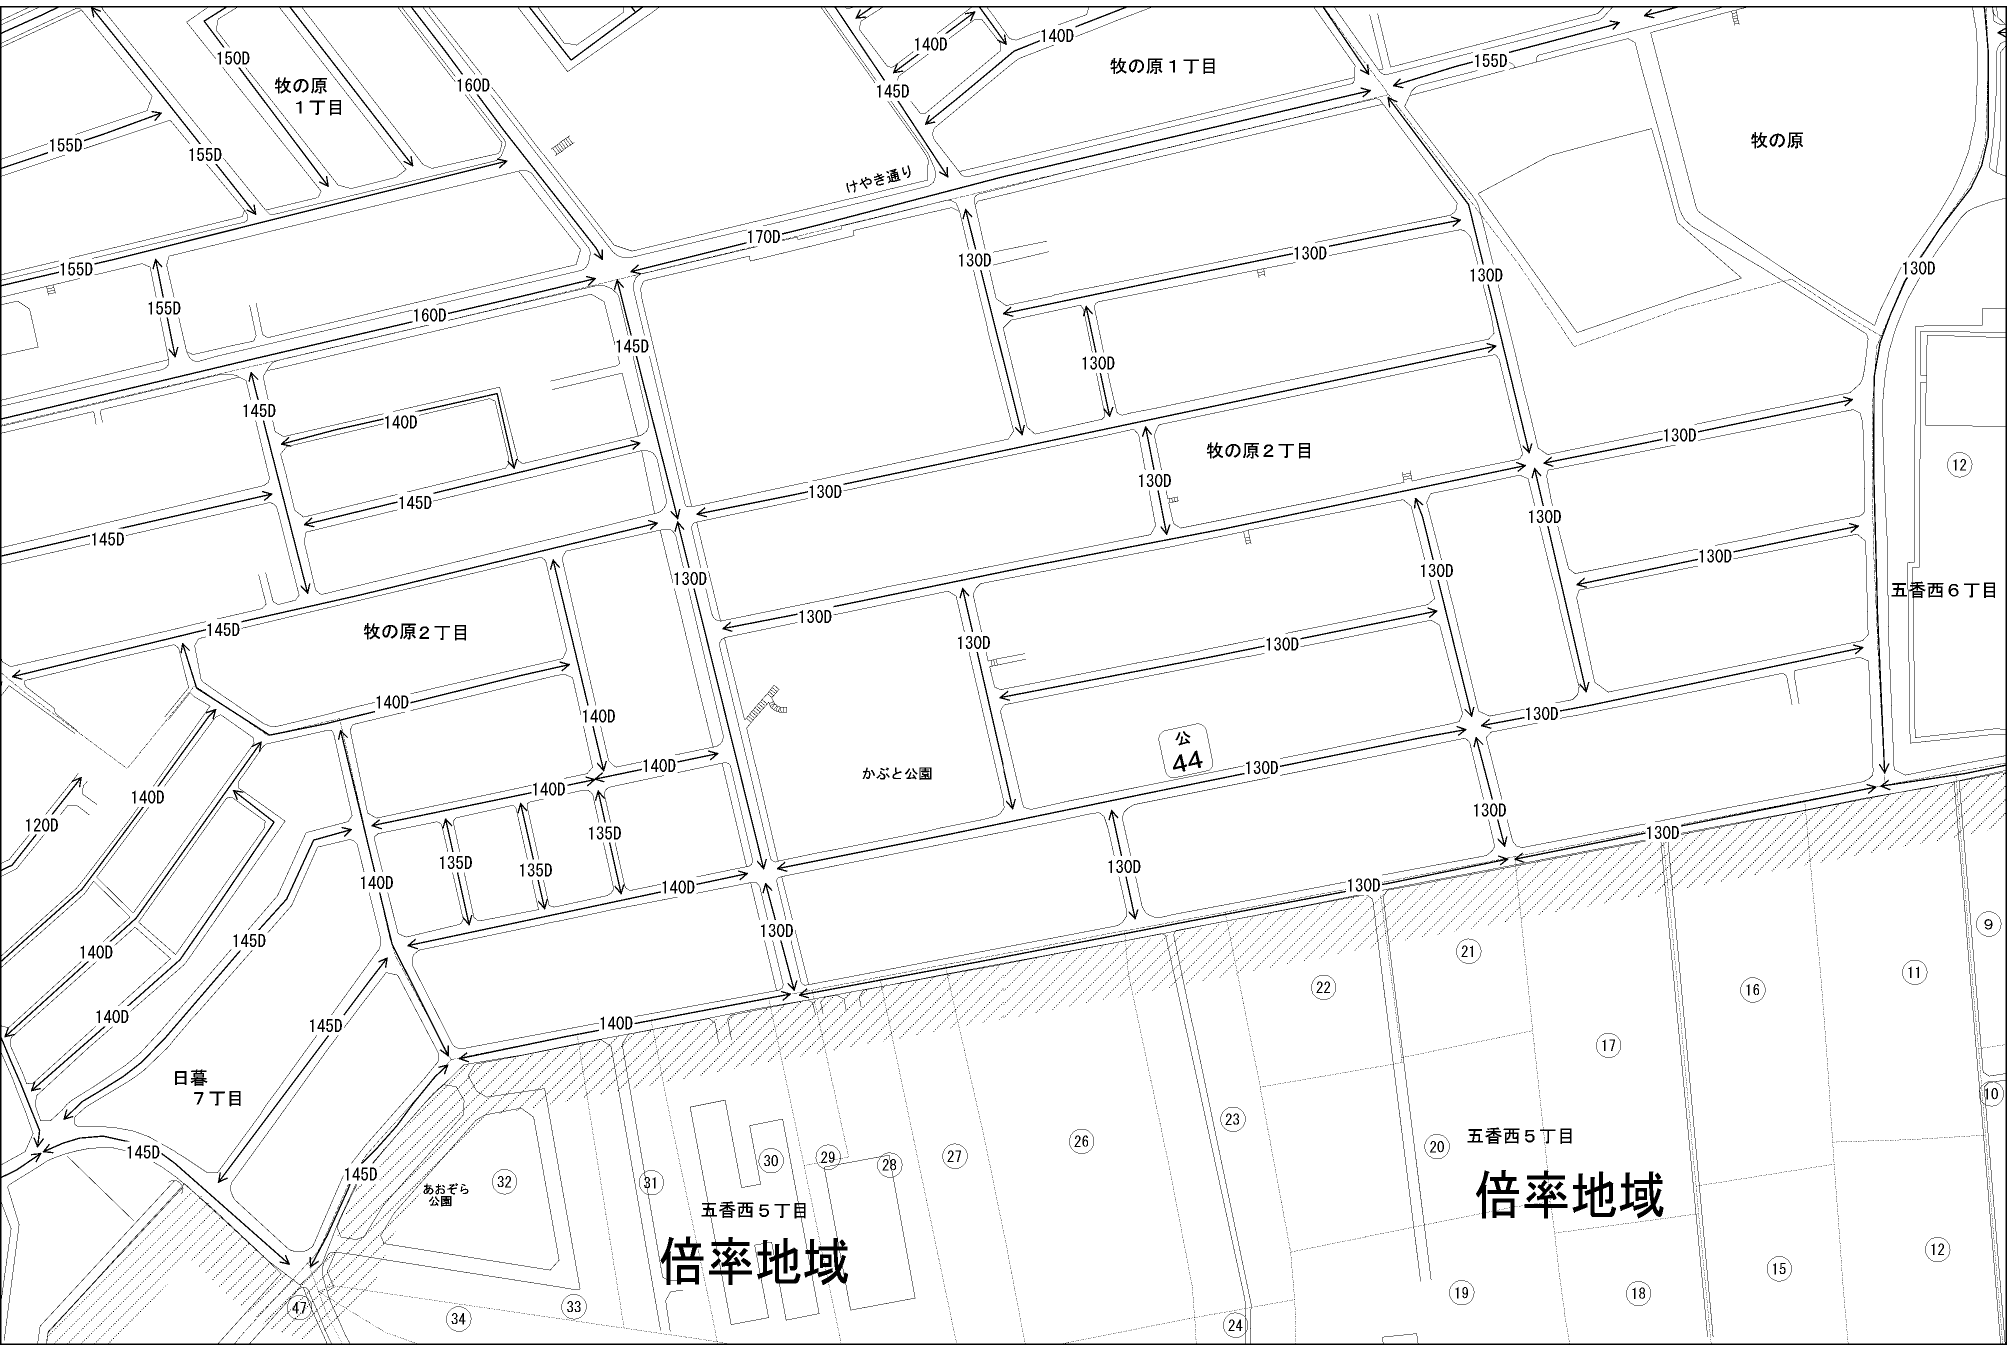 140D
140D
150D
155D
牧の原１丁目
牧の原
１丁目
160D
145D
牧の原
155D
155D
けやき通り
170D
130D
130D
155D
130D
130D
155D
160D
145D
130D
145D
140D
130D
牧の原２丁目
12
130D
130D
145D
130D
145D
130D
130D
130D
130D
五香西６丁目
130D
145D
牧の原２丁目
130D
130D
140D
140D
130D
公
44
140D
かぶと公園
130D
140D
140D
130D
120D
135D
130D
135D
135D
130D
140D
140D
130D
9
145D
130D
140D
21
11
22
16
140D
145D
140D
17
日暮
７丁目
10
23
五香西５丁目
26
20
145D
27
29
28
30
145D
32
31
あおぞら
公園
倍率地域
五香西５丁目
倍率地域
12
15
19
18
47
33
34
24